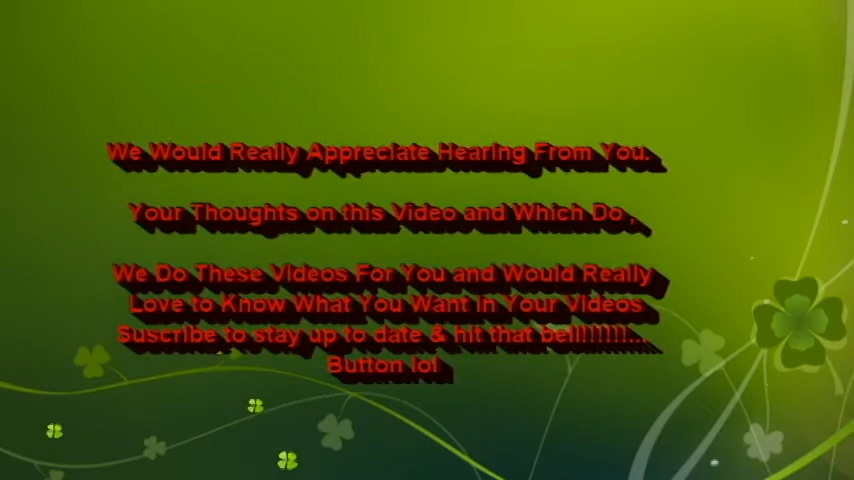 We Would Really Appreciate Hearing From You.
Your Thoughts on this Video and Which Do ,
We Do These Videos For You and Would Really
Love to Know What You Want in Your Videos
Suscribe to stay up to date & hit that bell!!!!!!!...
Button lol